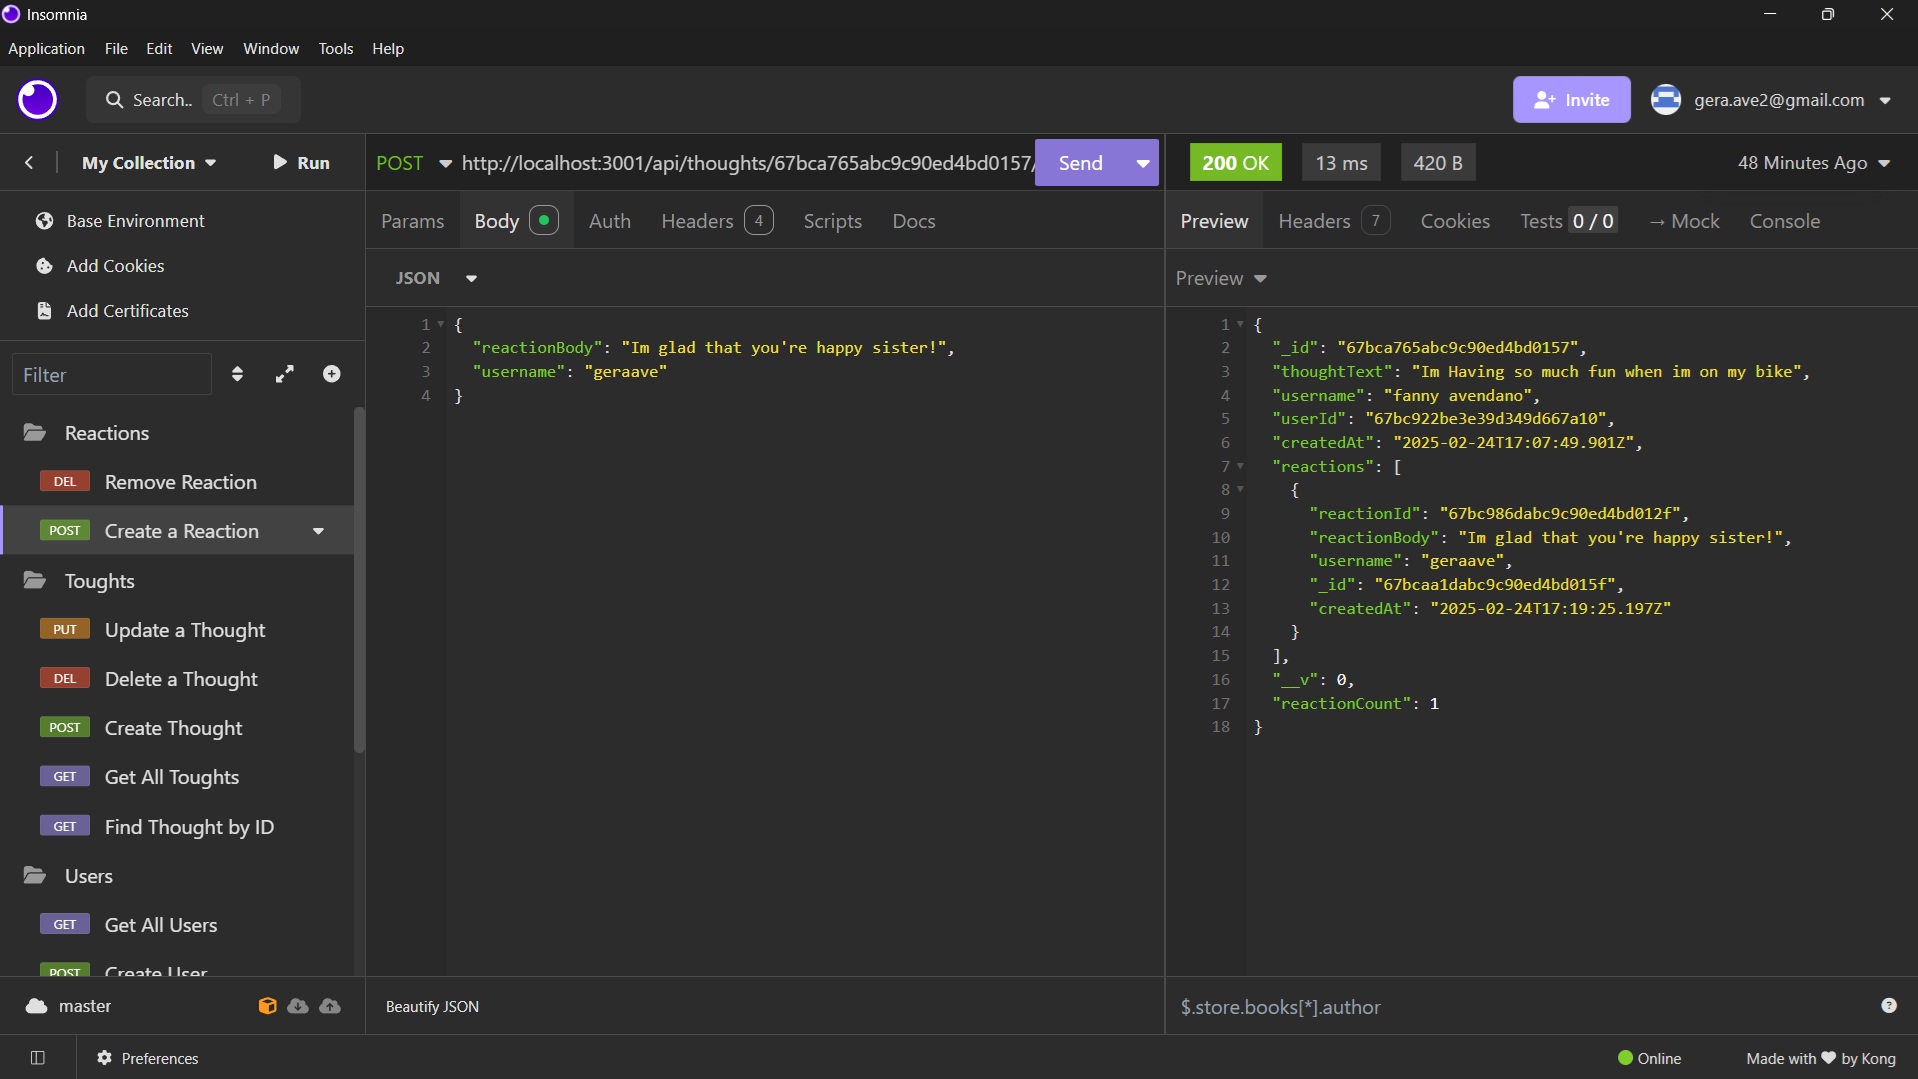 Insomnia
Application File Edit View Window Tools Help
Search.. Ctrl + P
Invite
gera.ave2@gmail.com
My Collection
Run
POST http://localhost:3001/api/thoughts/67bca765abc9c90ed4bd0157/
Send
200 OK 13 ms 420 B
48 Minutes Ago
Base Environment
Add Cookies
Add Certificates
Filter
Reactions
DEL Remove Reaction
POST Create a Reaction
Toughts
PUT Update a Thought
DEL Delete a Thought
POST Create Thought
GET Get All Toughts
GET Find Thought by ID
Users
GET Get All Users
POST Create User
master
Params Body Auth Headers 4 Scripts Docs
JSON
1 {
2 "reactionBody": "Im glad that you're happy sister!",
3 "username": "geraave"
4 }
Beautify JSON
Preview Headers 7 Cookies Tests 0 / 0 → Mock Console
Preview
1 {
2 "_id": "67bca765abc9c90ed4bd0157",
3 "thoughtText": "Im Having so much fun when im on my bike",
4 "username": "fanny avendano",
5 "userId": "67bc922be3e39d349d667a10",
6 "createdAt": "2025-02-24T17:07:49.901Z",
7 "reactions": [
8 {
9 "reactionId": "67bc986dabc9c90ed4bd012f",
10 "reactionBody": "Im glad that you're happy sister!",
11 "username": "geraave",
12 "_id": "67bcaa1dabc9c90ed4bd015f",
13 "createdAt": "2025-02-24T17:19:25.197Z"
14 }
15 ],
16 "__v": 0,
17 "reactionCount": 1
18 }
$.store.books[*].author
?
Preferences
Online
Made with ❤ by Kong